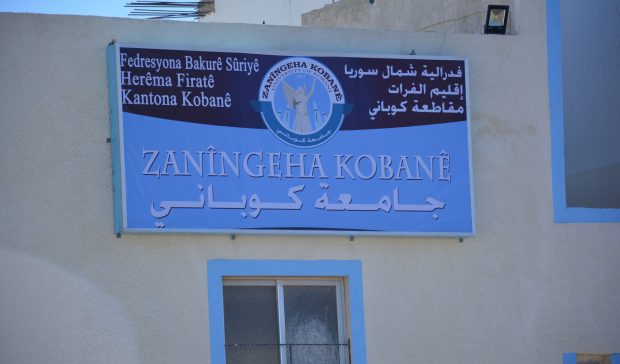 Fedresyona Bakurê Sûriyê
Herêma Firatê
Kantona Kobanê
فدرالية شمال سوريا
إقليم الفرات
مقاطعة كوباني
ZANÎNGEHA KOBANÊ
جامعة كوباني
ZANÎNGEHA KOBANÊ
جامعة كوباني